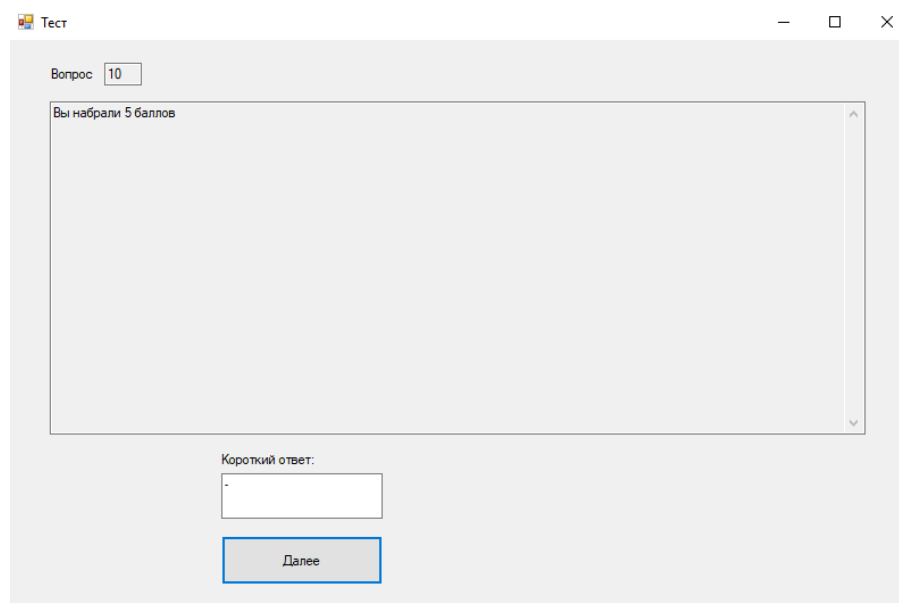 Тест
Вопрос 10
Вы набрали 5 баллов
Короткий ответ:
-
Далее